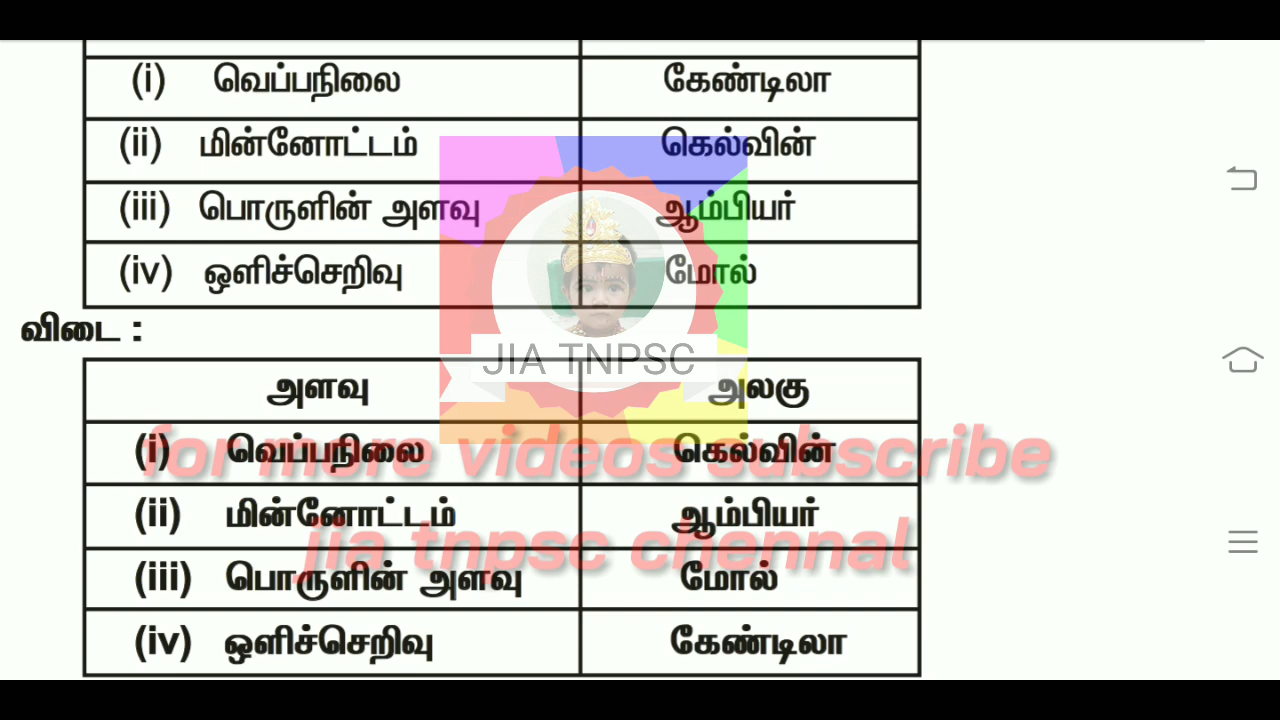 (i) வெப்பநிலை கேண்டிலா
(ii) மின்னோட்டம் கெல்வின்
(iii) பொருளின் அளவு ஆம்பியர்
(iv) ஒளிச்செறிவு மோல்
விடை :
JIA TNPSC
அளவு அலகு
for more videos subscribe
(i) வெப்பநிலை கெல்வின்
(ii) மின்னோட்டம் ஆம்பியர்
jia tnpsc chennal
(iii) பொருளின் அளவு மோல்
(iv) ஒளிச்செறிவு கேண்டிலா